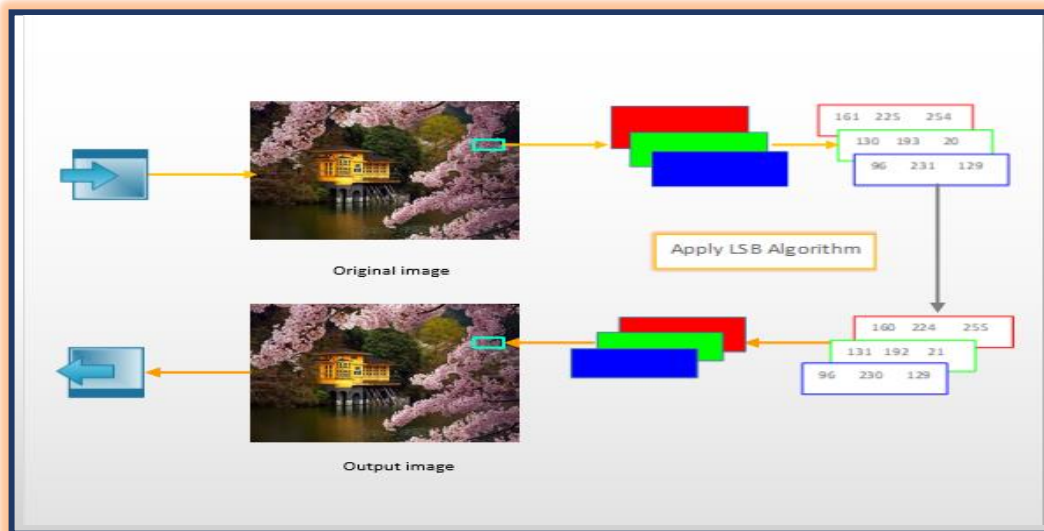 161 225 254
130 193 20
96 231 129
Apply LSB Algorithm
Original image
160 224 255
131 192 21
96 230 129
Output image